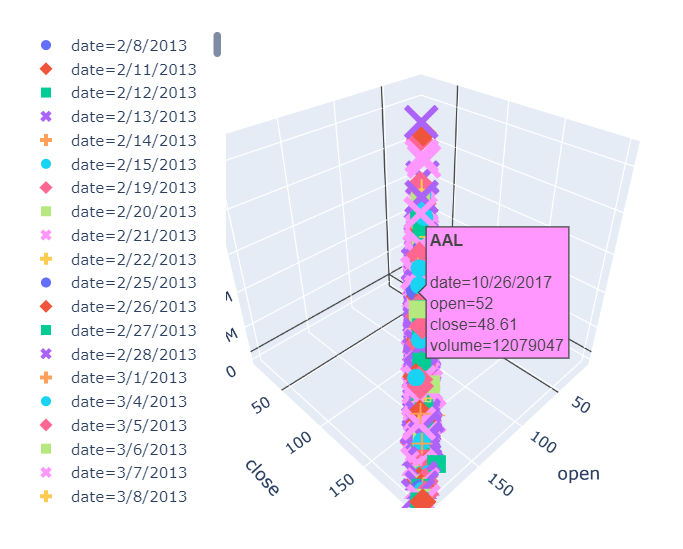 date=2/8/2013
date=2/11/2013
date=2/12/2013
date=2/13/2013
date=2/14/2013
date=2/15/2013
date=2/19/2013
date=2/20/2013
date=2/21/2013
date=2/22/2013
date=2/25/2013
date=2/26/2013
date=2/27/2013
date=2/28/2013
date=3/1/2013
date=3/4/2013
date=3/5/2013
date=3/6/2013
date=3/7/2013
date=3/8/2013
AAL
date=10/26/2017
open=52
close=48.61
volume=12079047
M
0
50
100
150
close
50
100
150
open